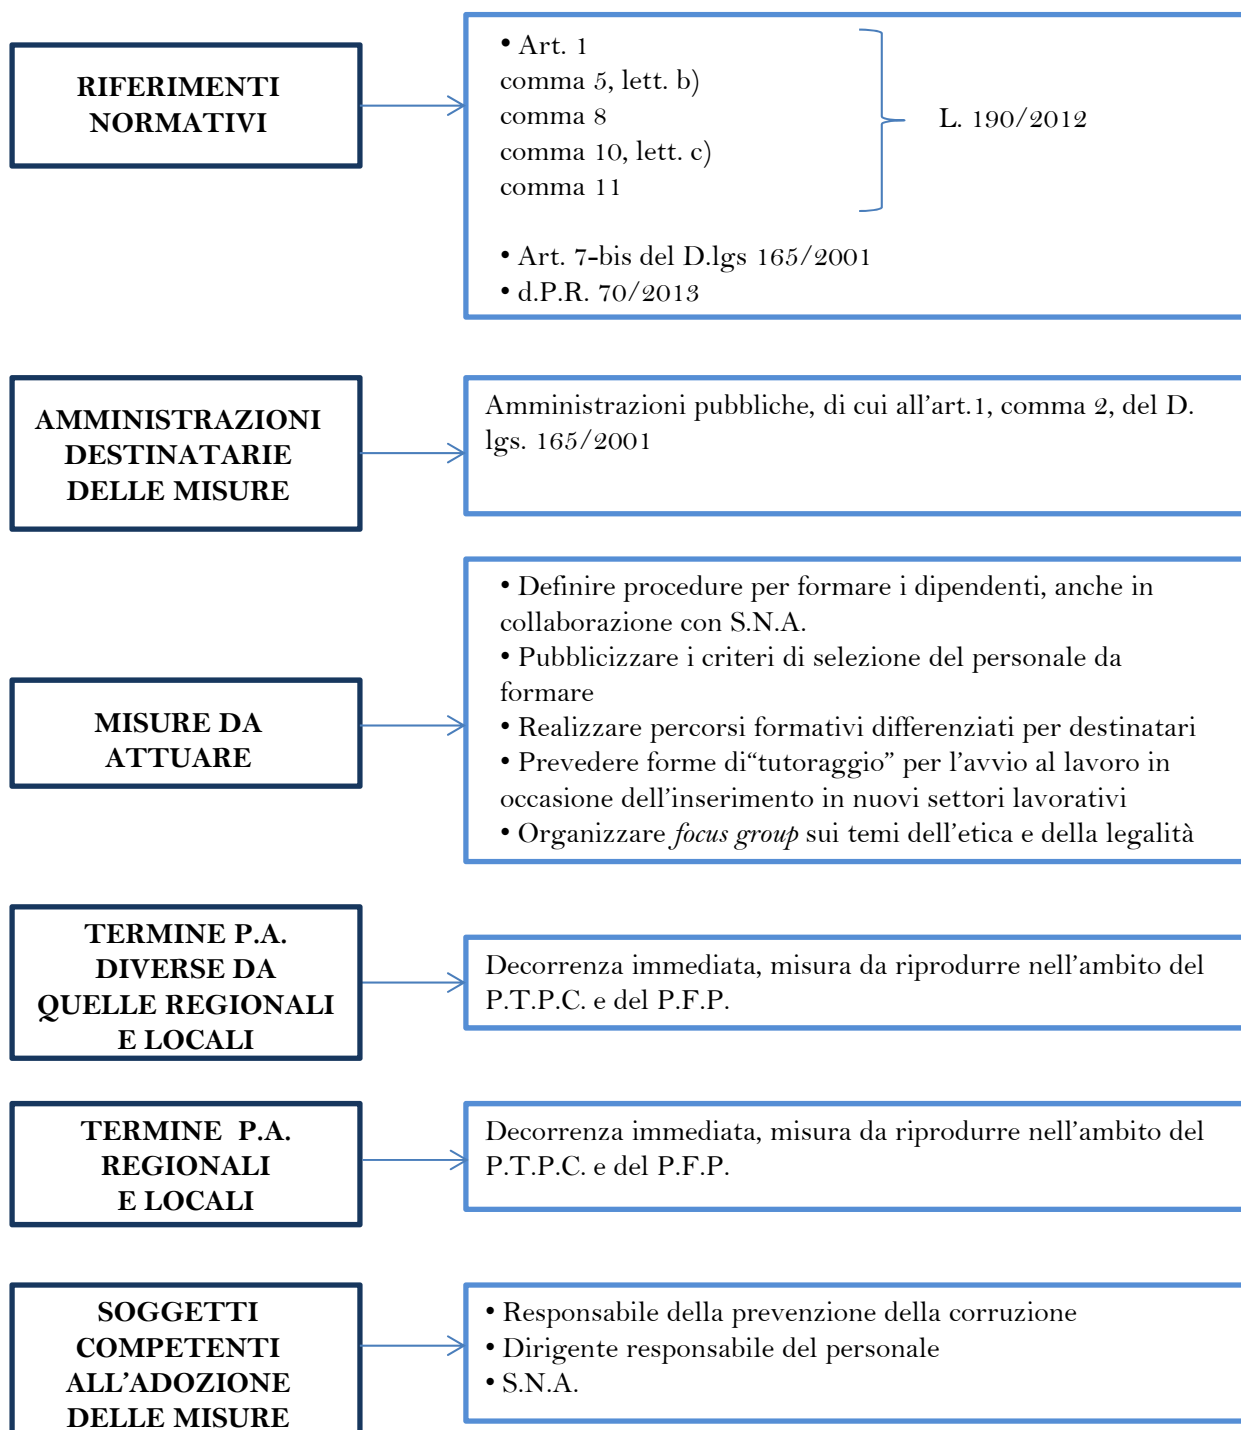 RIFERIMENTI
NORMATIVI
• Art. 1
comma 5, lett. b)
comma 8
comma 10, lett. c)
comma 11
L. 190/2012
• Art. 7-bis del D.lgs 165/2001
• d.P.R. 70/2013
AMMINISTRAZIONI
DESTINATARIE
DELLE MISURE
Amministrazioni pubbliche, di cui all’art.1, comma 2, del D.
lgs. 165/2001
MISURE DA
ATTUARE
• Definire procedure per formare i dipendenti, anche in
collaborazione con S.N.A.
• Pubblicizzare i criteri di selezione del personale da
formare
• Realizzare percorsi formativi differenziati per destinatari
• Prevedere forme di“tutoraggio” per l’avvio al lavoro in
occasione dell’inserimento in nuovi settori lavorativi
• Organizzare focus group sui temi dell’etica e della legalità
TERMINE P.A.
DIVERSE DA
QUELLE REGIONALI
E LOCALI
Decorrenza immediata, misura da riprodurre nell’ambito del
P.T.P.C. e del P.F.P.
TERMINE P.A.
REGIONALI
E LOCALI
Decorrenza immediata, misura da riprodurre nell’ambito del
P.T.P.C. e del P.F.P.
SOGGETTI
COMPETENTI
ALL’ADOZIONE
DELLE MISURE
• Responsabile della prevenzione della corruzione
• Dirigente responsabile del personale
• S.N.A.